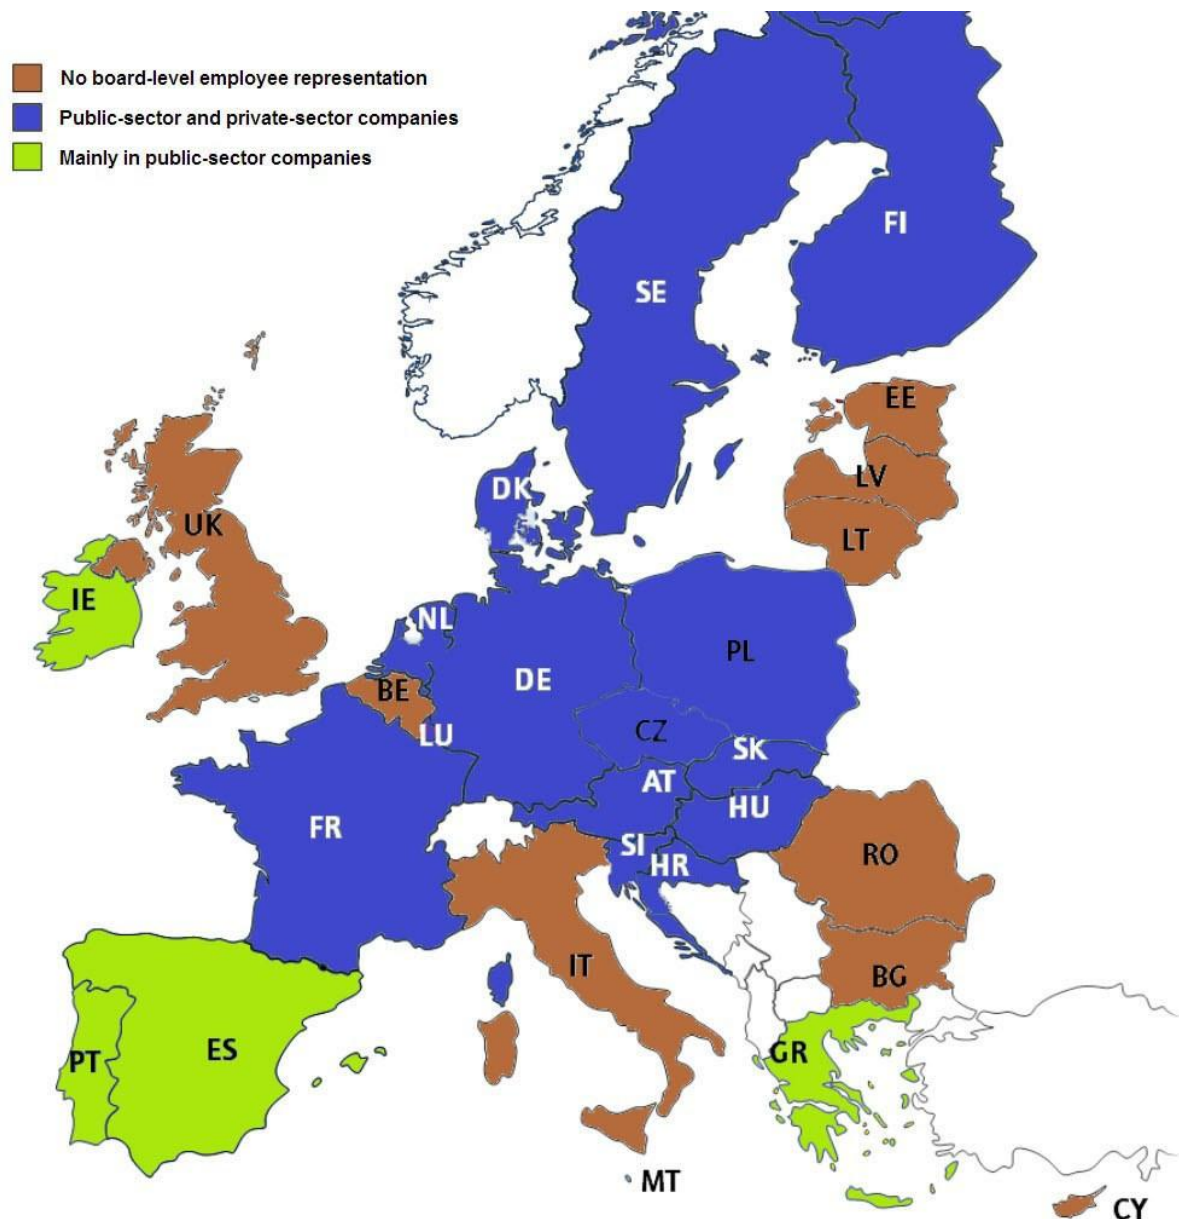 No board-level employee representation
Public-sector and private-sector companies
Mainly in public-sector companies
FI
SE
EE
LV
DK
UK
LT
IE
NL
PL
DE
BE
CZ
LU
SK
AT
HU
FR
SI
HR
RO
IT
BG
ES
GR
PT
MT
CY